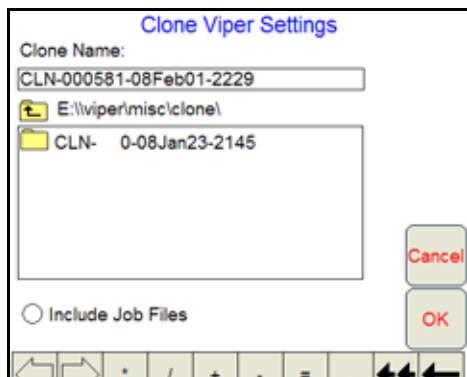 Clone Viper Settings
Clone Name:
CLN-000581-08Feb01-2229
E:\\viper\misc\clone\
CLN-    0-08Jan23-2145
Cancel
Include Job Files
OK
* / + - =